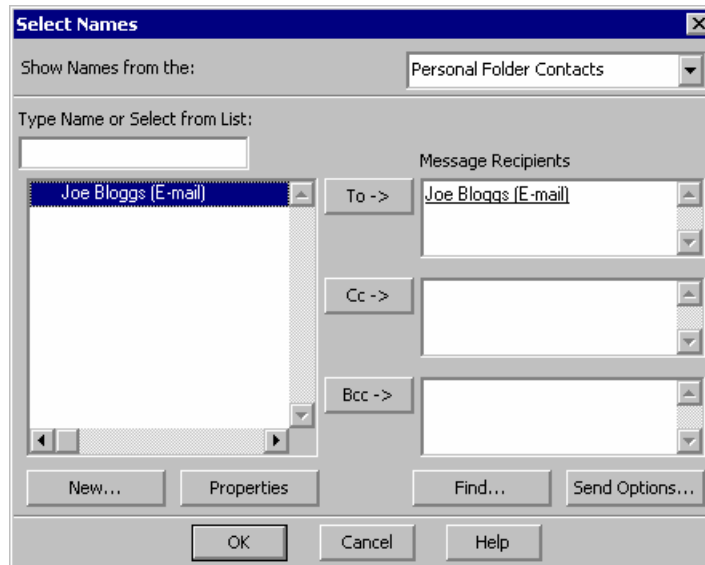 Select Names
Show Names from the:
Personal Folder Contacts
Type Name or Select from List:
Message Recipients
Joe Bloggs (E-mail)
To ->
Joe Bloggs (E-mail)
Cc ->
Bcc ->
New...
Properties
Find...
Send Options...
OK
Cancel
Help